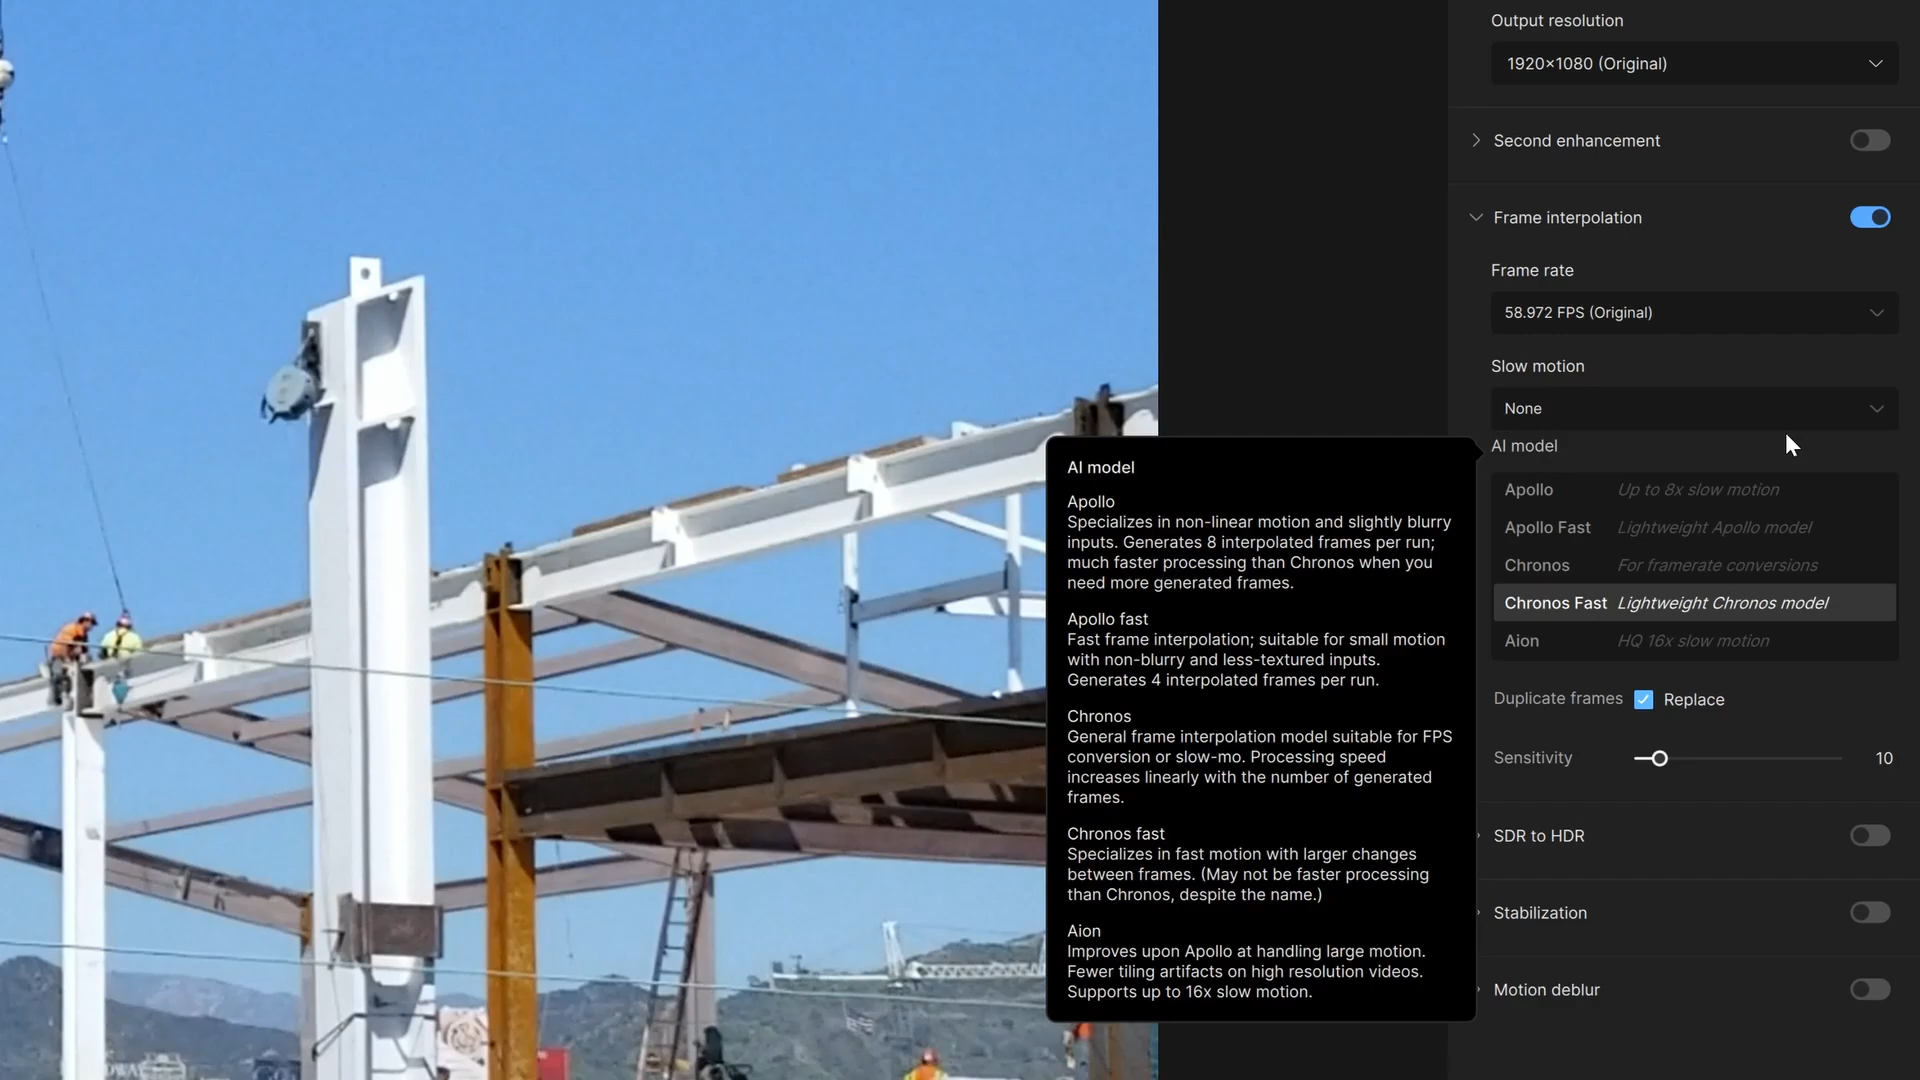 Output resolution
1920×1080 (Original)
Second enhancement
Frame interpolation
Frame rate
58.972 FPS (Original)
Slow motion
None
AI model
Apollo Up to 8x slow motion
Apollo Fast Lightweight Apollo model
Chronos For framerate conversions
Chronos Fast Lightweight Chronos model
Aion HQ 16x slow motion
Duplicate frames Replace
Sensitivity 10
SDR to HDR
Stabilization
Motion deblur
AI model
Apollo
Specializes in non-linear motion and slightly blurry
inputs. Generates 8 interpolated frames per run;
much faster processing than Chronos when you
need more generated frames.
Apollo fast
Fast frame interpolation; suitable for small motion
with non-blurry and less-textured inputs.
Generates 4 interpolated frames per run.
Chronos
General frame interpolation model suitable for FPS
conversion or slow-mo. Processing speed
increases linearly with the number of generated
frames.
Chronos fast
Specializes in fast motion with larger changes
between frames. (May not be faster processing
than Chronos, despite the name.)
Aion
Improves upon Apollo at handling large motion.
Fewer tiling artifacts on high resolution videos.
Supports up to 16x slow motion.